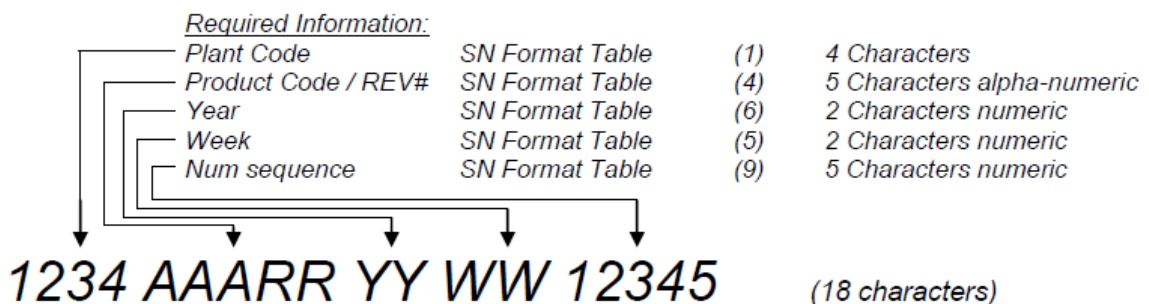 Required Information:
Plant Code SN Format Table (1) 4 Characters
Product Code / REV# SN Format Table (4) 5 Characters alpha-numeric
Year SN Format Table (6) 2 Characters numeric
Week SN Format Table (5) 2 Characters numeric
Num sequence SN Format Table (9) 5 Characters numeric
1234 AAARR YY WW 12345 (18 characters)